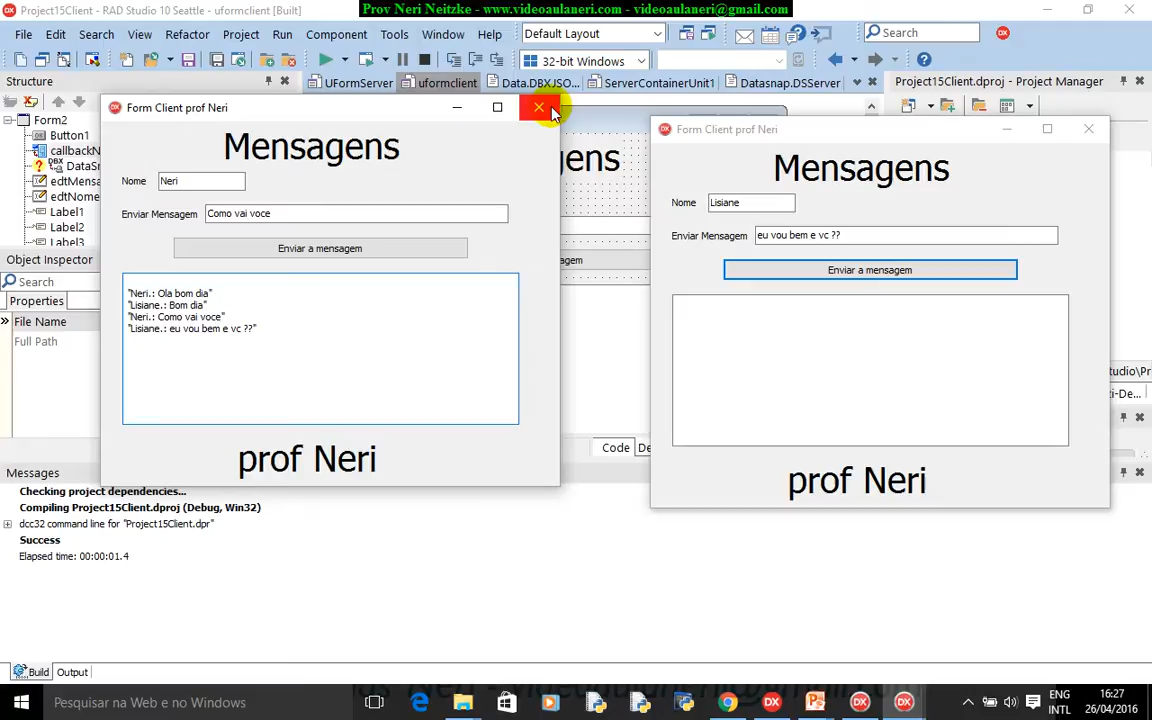 Project15Client - RAD Studio 10 Seattle - uformclient [Built]
Prov Neri Neitzke - www.videoaulaneri.com - videoaulaneri@gmail.com
File Edit Search View Refactor Project Run Component Tools Window Help
Default Layout
Search
32-bit Windows
Structure
UFormServer
uformclient
Data.DBXJSO...
ServerContainerUnit1
Datasnap.DSServer
Project15Client.dproj - Project Manager
Form2
Button1
callbackN
DataSn
edtMensa
edtNome
Label1
Label2
Label3
Object Inspector
Search
Properties
File Name
Full Path
Form Client prof Neri
Mensagens
Nome
Neri
Enviar Mensagem
Como vai voce
Enviar a mensagem
"Neri.: Ola bom dia"
"Lisiane.: Bom dia"
"Neri.: Como vai voce"
"Lisiane.: eu vou bem e vc ??"
prof Neri
Form Client prof Neri
Mensagens
Nome
Lisiane
Enviar Mensagem
eu vou bem e vc ??
Enviar a mensagem
prof Neri
Code
De
Messages
Checking project dependencies...
Compiling Project15Client.dproj (Debug, Win32)
dcc32 command line for "Project15Client.dpr"
Success
Elapsed time: 00:00:01.4
Build
Output
Pesquisar na Web e no Windows
ENG
INTL
16:27
26/04/2016